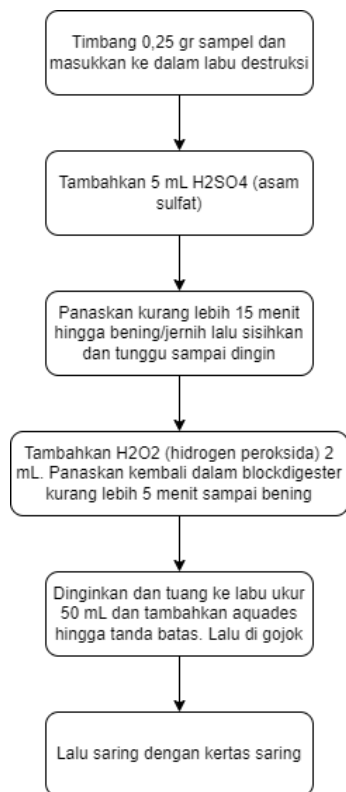 Timbang 0,25 gr sampel dan
masukkan ke dalam labu destruksi
Tambahkan 5 mL H2SO4 (asam
sulfat)
Panaskan kurang lebih 15 menit
hingga bening/jernih lalu sisihkan
dan tunggu sampai dingin
Tambahkan H2O2 (hidrogen peroksida) 2
mL. Panaskan kembali dalam blockdigester
kurang lebih 5 menit sampai bening
Dinginkan dan tuang ke labu ukur
50 mL dan tambahkan aquades
hingga tanda batas. Lalu di gojok
Lalu saring dengan kertas saring